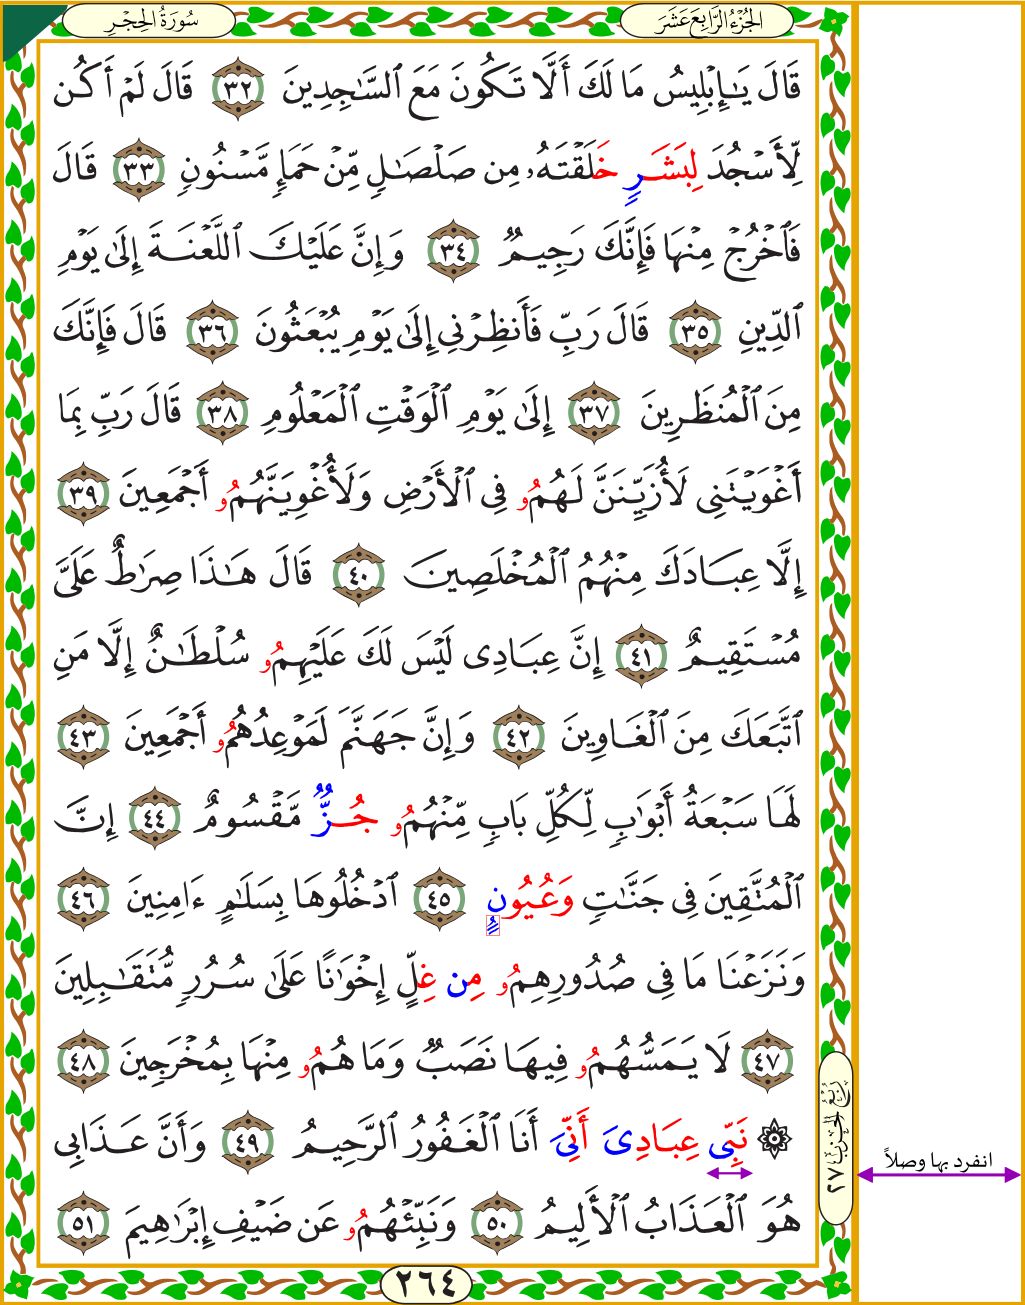 سُورَةُ الحِجْرِ
الجُزْءُ الرَّابِعَ عَشَرَ
قَالَ يَـٰٓإِبْلِيسُ مَا لَكَ أَلَّا تَكُونَ مَعَ ٱلسَّـٰجِدِينَ ٣٢ قَالَ لَمْ أَكُن
لِّأَسْجُدَ لِبَشَرٍ خَلَقْتَهُۥ مِن صَلْصَـٰلٍ مِّنْ حَمَإٍ مَّسْنُونٍ ٣٣ قَالَ
فَٱخْرُجْ مِنْهَا فَإِنَّكَ رَجِيمٌ ٣٤ وَإِنَّ عَلَيْكَ ٱللَّعْنَةَ إِلَىٰ يَوْمِ
ٱلدِّينِ ٣٥ قَالَ رَبِّ فَأَنظِرْنِى إِلَىٰ يَوْمِ يُبْعَثُونَ ٣٦ قَالَ فَإِنَّكَ
مِنَ ٱلْمُنظَرِينَ ٣٧ إِلَىٰ يَوْمِ ٱلْوَقْتِ ٱلْمَعْلُومِ ٣٨ قَالَ رَبِّ بِمَا
أَغْوَيْتَنِى لَأُزَيِّنَنَّ لَهُمُۥ فِى ٱلْأَرْضِ وَلَأُغْوِيَنَّهُمُۥ أَجْمَعِينَ ٣٩
إِلَّا عِبَادَكَ مِنْهُمُ ٱلْمُخْلَصِينَ ٤٠ قَالَ هَـٰذَا صِرَٰطٌ عَلَىَّ
مُسْتَقِيمٌ ٤١ إِنَّ عِبَادِى لَيْسَ لَكَ عَلَيْهِمُۥ سُلْطَـٰنٌ إِلَّا مَنِ
ٱتَّبَعَكَ مِنَ ٱلْغَاوِينَ ٤٢ وَإِنَّ جَهَنَّمَ لَمَوْعِدُهُمُۥ أَجْمَعِينَ ٤٣
لَهَا سَبْعَةُ أَبْوَٰبٍ لِّكُلِّ بَابٍ مِّنْهُمُۥ جُزٌّ مَّقْسُومٌ ٤٤ إِنَّ
ٱلْمُتَّقِينَ فِى جَنَّـٰتٍ وَعُيُونٍ ٤٥ ٱدْخُلُوهَا بِسَلَـٰمٍ ءَامِنِينَ ٤٦
وَنَزَعْنَا مَا فِى صُدُورِهِمُۥ مِن غِلٍّ إِخْوَٰنًا عَلَىٰ سُرُرٍ مُّتَقَـٰبِلِينَ
٤٧ لَا يَمَسُّهُمُۥ فِيهَا نَصَبٌ وَمَا هُمُۥ مِنْهَا بِمُخْرَجِينَ ٤٨
۞ نَبِّى عِبَادِىَ أَنِّىَ أَنَا ٱلْغَفُورُ ٱلرَّحِيمُ ٤٩ وَأَنَّ عَذَابِى
هُوَ ٱلْعَذَابُ ٱلْأَلِيمُ ٥٠ وَنَبِّئْهُمُۥ عَن ضَيْفِ إِبْرَٰهِيمَ ٥١
رُبْعُ الحِزْبِ ٢٧
انفرد بها وصلاً
٢٦٤